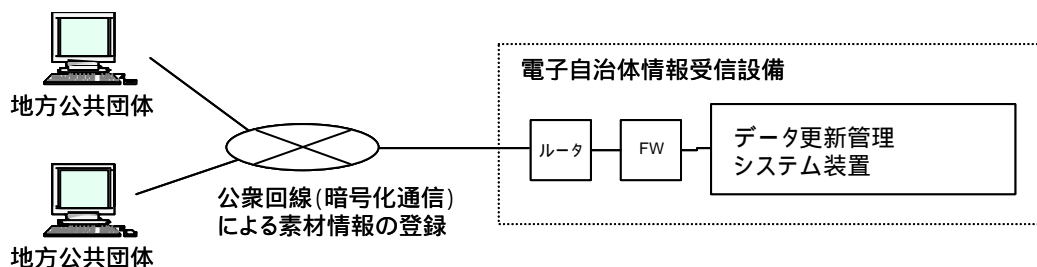 地方公共団体
地方公共団体
公衆回線(暗号化通信)
による素材情報の登録
電子自治体情報受信設備
ルータ
FW
データ更新管理
システム装置